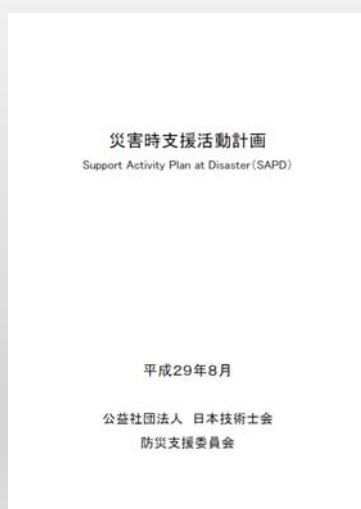 災害時支援活動計画
Support Activity Plan at Disaster(SAPD)
平成29年8月
公益社団法人 日本技術士会
防災支援委員会